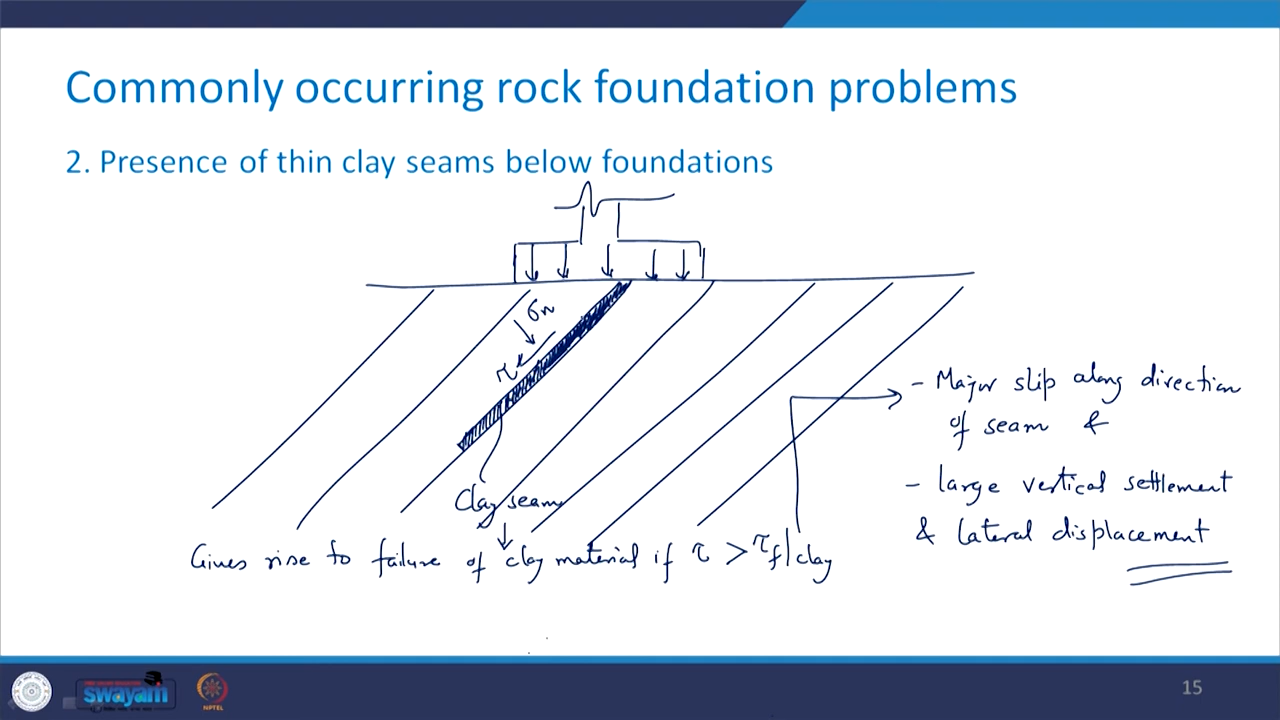 Commonly occurring rock foundation problems
2. Presence of thin clay seams below foundations
σn
τ
Clay seam
Gives rise to failure of clay material if τ > τf|clay
- Major slip along direction
of seam &
- large vertical settlement
& lateral displacement
15
swayam
NPTEL